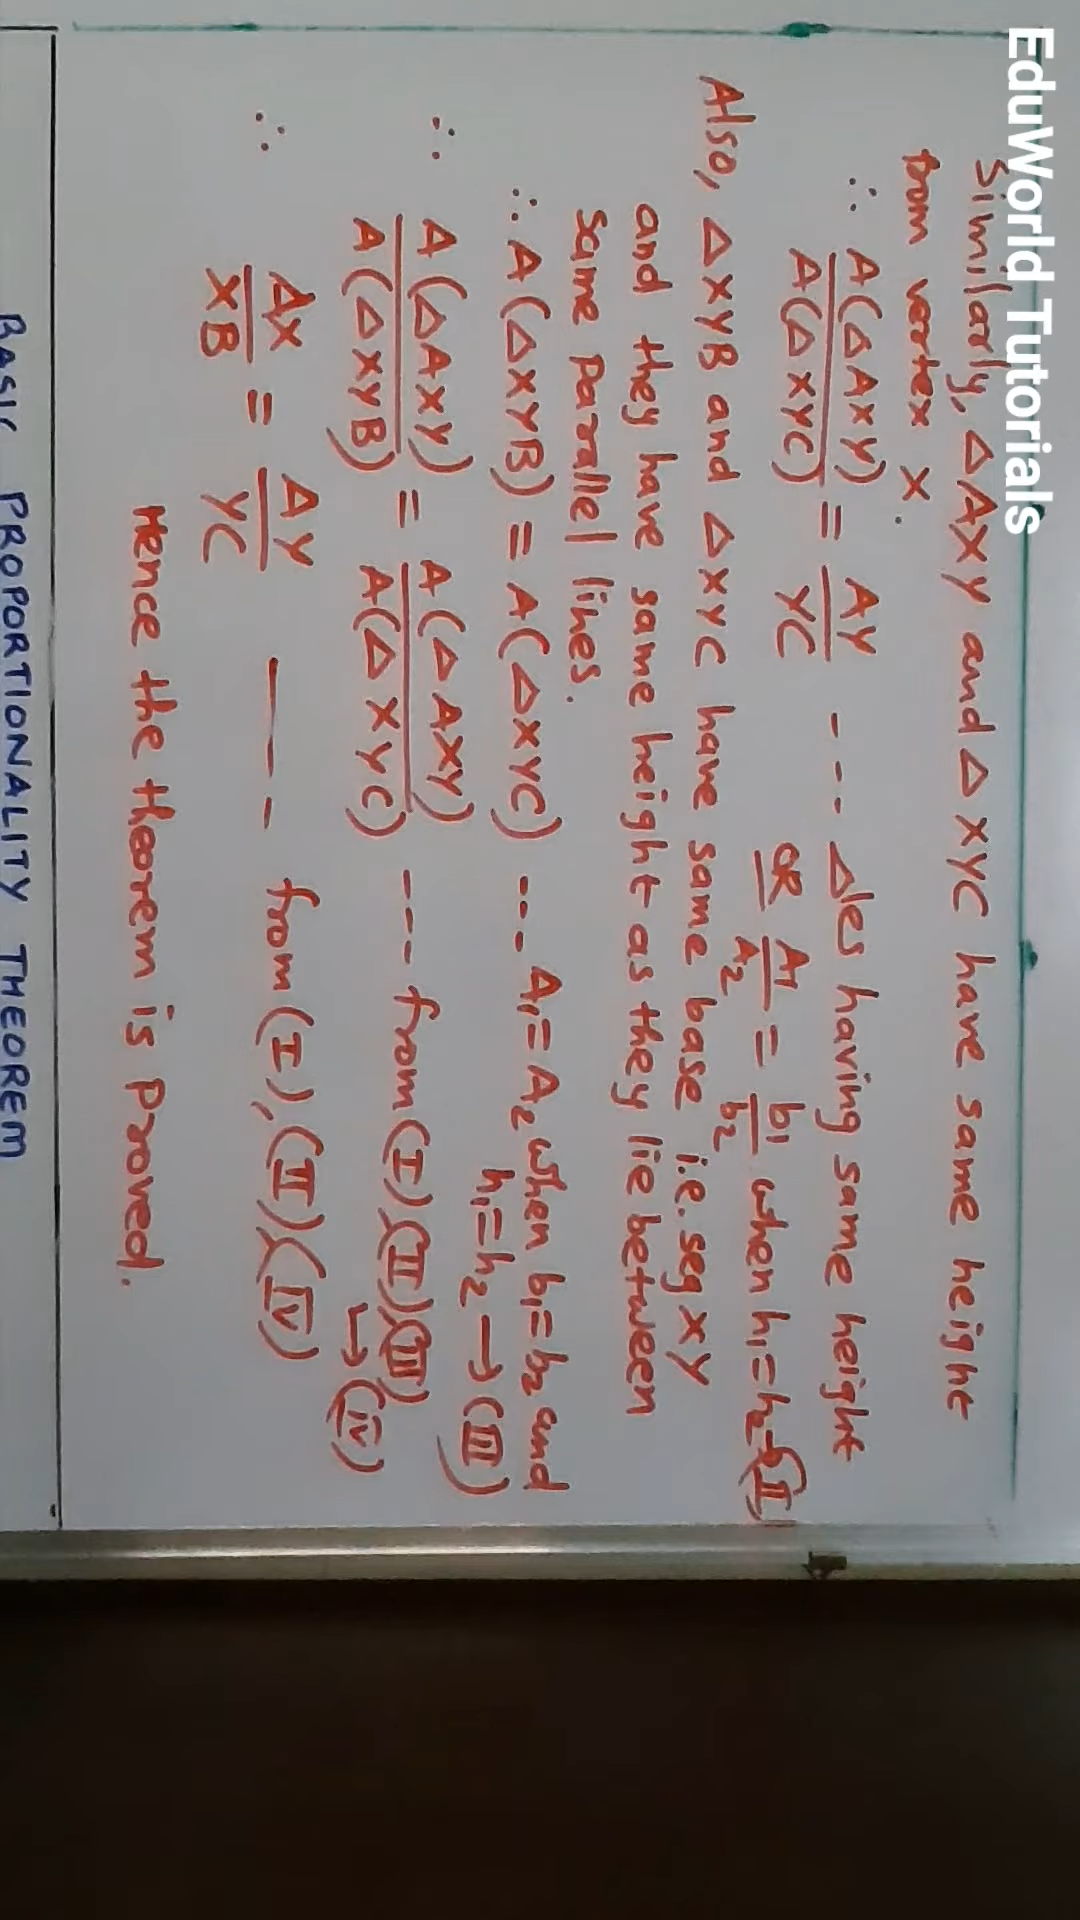 EduWorld Tutorials
Similarly, △AXY and △XYC have same height
from vertex X.
∴ A(△AXY)/A(△XYC) = AY/YC --- △les having same height
OR A1/A2 = b1/b2 when h1=h2→(II)
Also, △XYB and △XYC have same base i.e. seg XY
and they have same height as they lie between
same parallel lines.
∴ A(△XYB) = A(△XYC) --- A1=A2 when b1=b2 and
h1=h2→(III)
∴ A(△AXY)/A(△XYB) = A(△AXY)/A(△XYC) --- from (I),(II),(III)
→(IV)
∴ AX/XB = AY/YC --- from (I),(II),(IV)
Hence the theorem is proved.
BASIC PROPORTIONALITY THEOREM